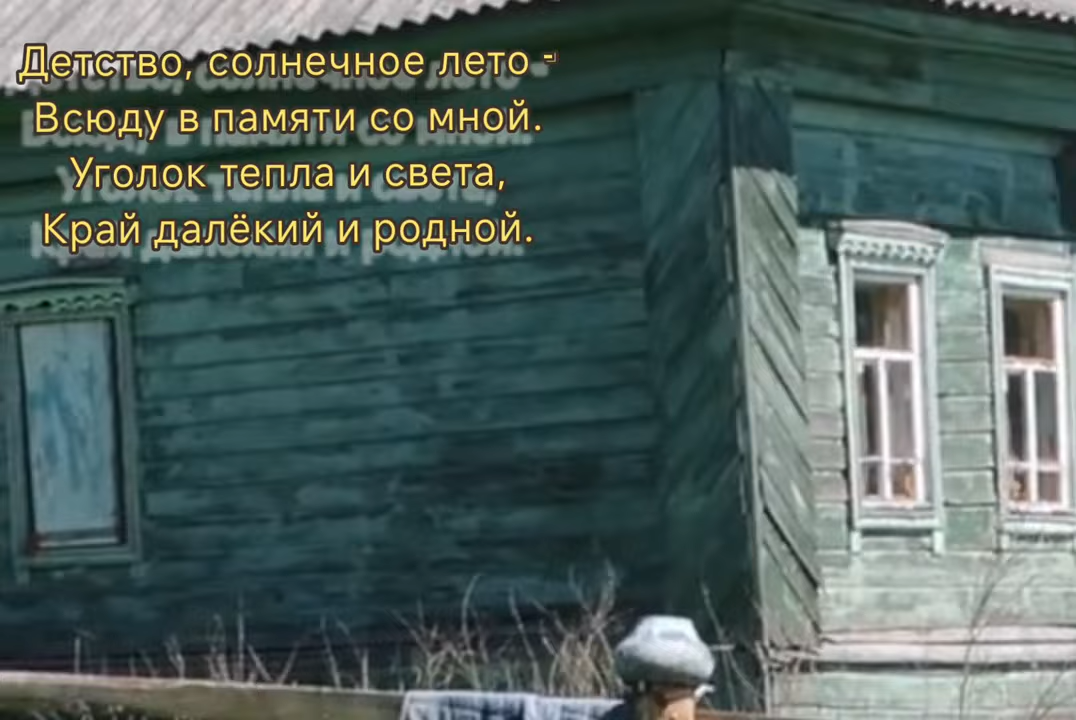 Детство, солнечное лето -
Всюду в памяти со мной.
Уголок тепла и света,
Край далёкий и родной.